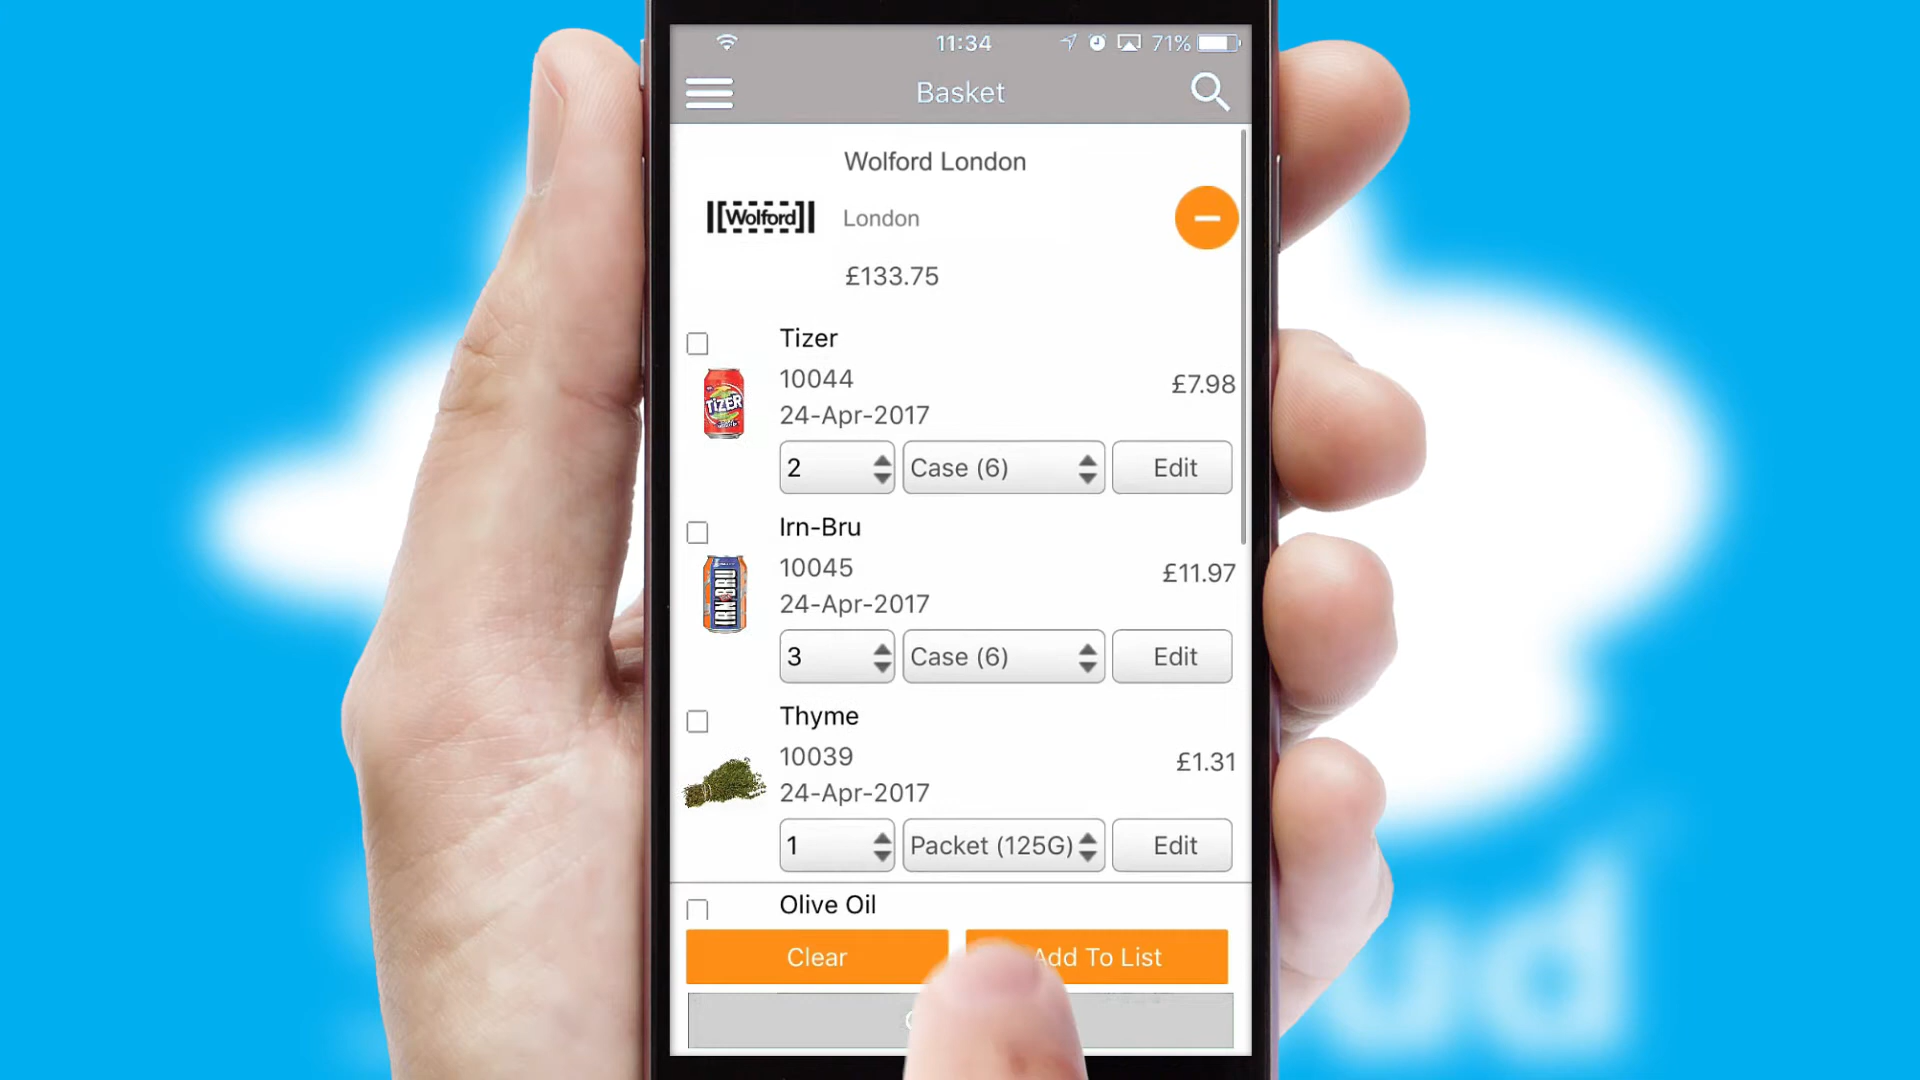 11:34
71%
Basket
Wolford London
Wolford
London
£133.75
Tizer
10044
£7.98
24-Apr-2017
TIZER
2
Case (6)
Edit
Irn-Bru
10045
£11.97
24-Apr-2017
IRN-BRU
3
Case (6)
Edit
Thyme
10039
£1.31
24-Apr-2017
1
Packet (125G)
Edit
Olive Oil
Clear
Add To List